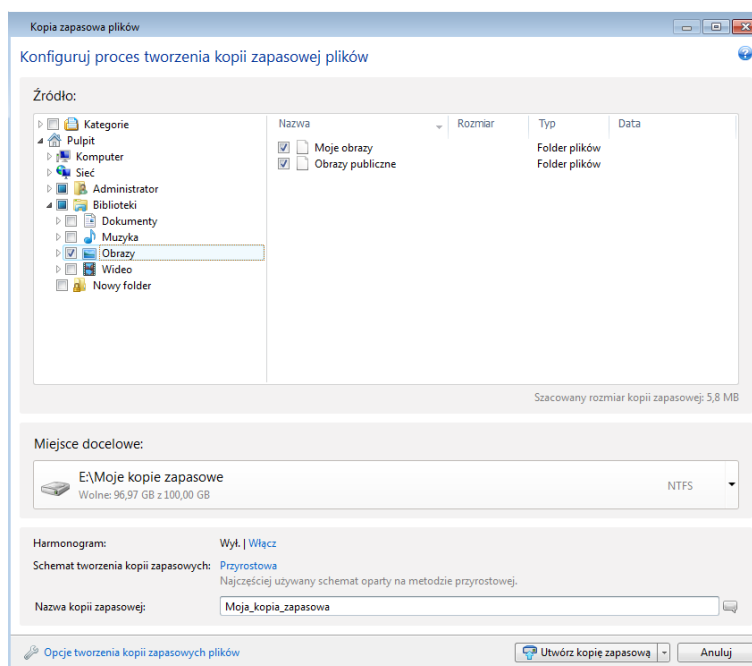 Kopia zapasowa plików
Konfiguruj proces tworzenia kopii zapasowej plików
Źródło:
Kategorie
Pulpit
Komputer
Sieć
Administrator
Biblioteki
Dokumenty
Muzyka
Obrazy
Wideo
Nowy folder
Nazwa Rozmiar Typ Data
Moje obrazy Folder plików
Obrazy publiczne Folder plików
Szacowany rozmiar kopii zapasowej: 5,8 MB
Miejsce docelowe:
E:\Moje kopie zapasowe
Wolne: 96,97 GB z 100,00 GB
NTFS
Harmonogram: Wył. | Włącz
Schemat tworzenia kopii zapasowych: Przyrostowa
Najczęściej używany schemat oparty na metodzie przyrostowej.
Nazwa kopii zapasowej: Moja_kopia_zapasowa
Opcje tworzenia kopii zapasowych plików
Utwórz kopię zapasową
Anuluj